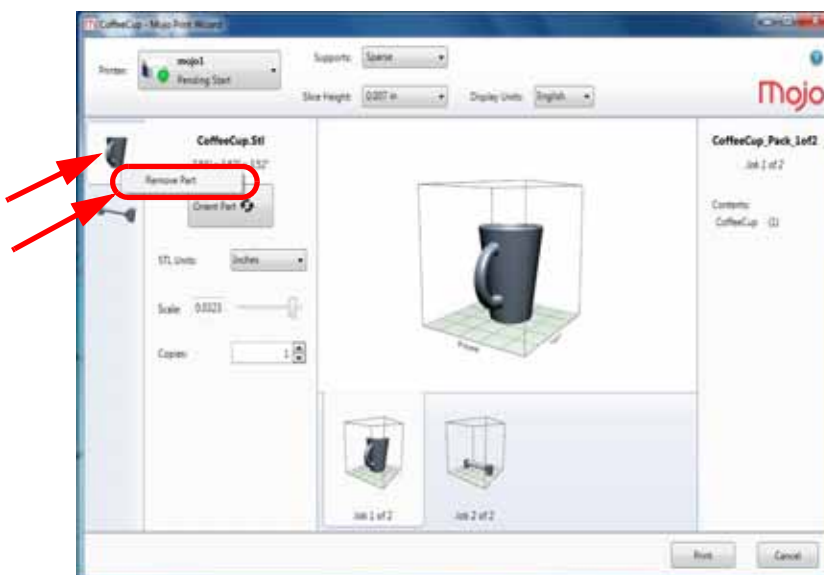 CoffeeCup - Mojo Print Wizard
Printer: mojo1
Pending Start
Supports: Sparse
Slice Height: 0.007 in
Display Units: English
mojo
CoffeeCup.Stl
Remove Part
Orient Part
STL Units: Inches
Scale: 0.0323
Copies: 1
Job 1 of 2
Job 2 of 2
CoffeeCup_Pack_1of2
Job 1 of 2
Contents:
CoffeeCup (1)
Print
Cancel